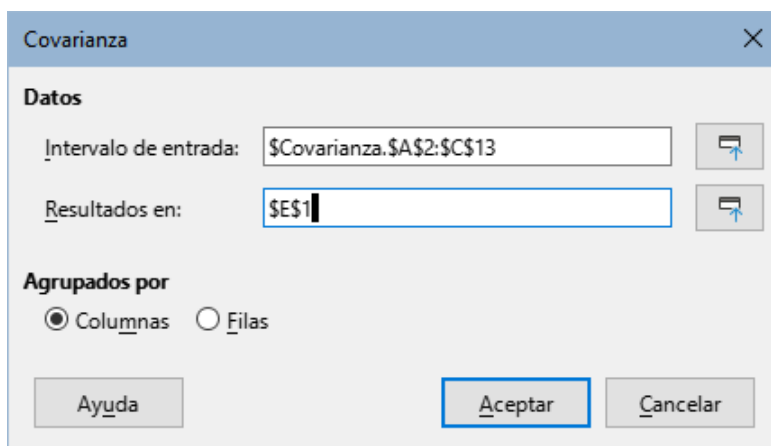 Covarianza
Datos
Intervalo de entrada: $Covarianza.$A$2:$C$13
Resultados en: $E$1
Agrupados por
Columnas Filas
Ayuda Aceptar Cancelar